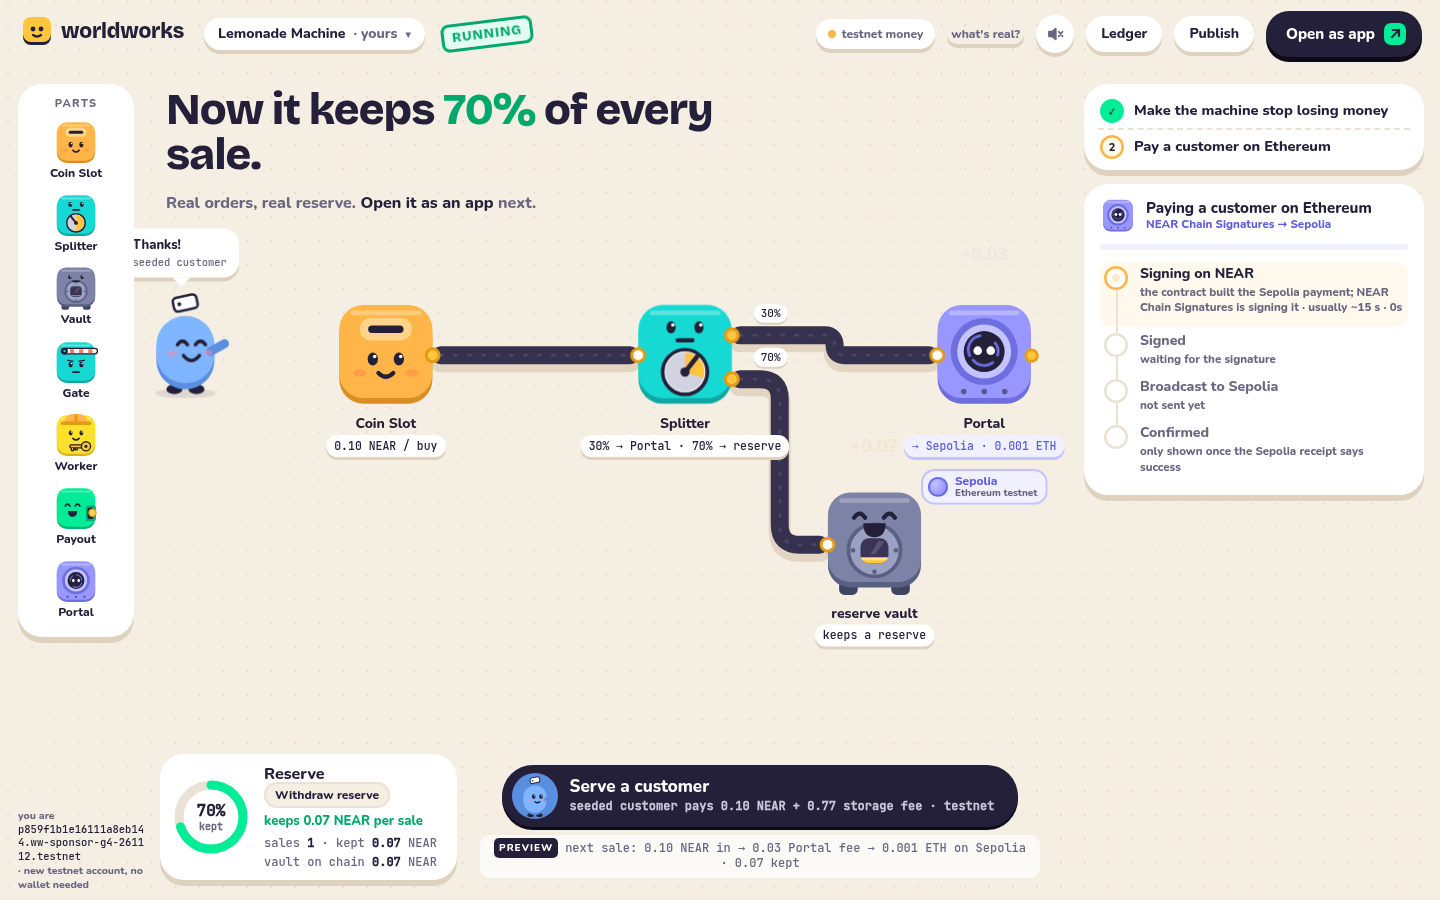 worldworks
Lemonade Machine · yours ▾
RUNNING
testnet money
what's real?
Ledger
Publish
Open as app
PARTS
Coin Slot
Splitter
Vault
Gate
Worker
Payout
Portal
Now it keeps 70% of every
sale.
Real orders, real reserve. Open it as an app next.
Thanks!
seeded customer
+0.03
30%
70%
Coin Slot
0.10 NEAR / buy
Splitter
30% → Portal · 70% → reserve
+0.07
Portal
→ Sepolia · 0.001 ETH
Sepolia
Ethereum testnet
reserve vault
keeps a reserve
✓ Make the machine stop losing money
2 Pay a customer on Ethereum
Paying a customer on Ethereum
NEAR Chain Signatures → Sepolia
Signing on NEAR
the contract built the Sepolia payment; NEAR
Chain Signatures is signing it · usually ~15 s · 0s
Signed
waiting for the signature
Broadcast to Sepolia
not sent yet
Confirmed
only shown once the Sepolia receipt says
success
you are
p859f1b1e16111a8eb14
4.ww-sponsor-g4-2611
12.testnet
· new testnet account, no
wallet needed
70%
kept
Reserve
Withdraw reserve
keeps 0.07 NEAR per sale
sales 1 · kept 0.07 NEAR
vault on chain 0.07 NEAR
Serve a customer
seeded customer pays 0.10 NEAR + 0.77 storage fee · testnet
PREVIEW next sale: 0.10 NEAR in → 0.03 Portal fee → 0.001 ETH on Sepolia
· 0.07 kept